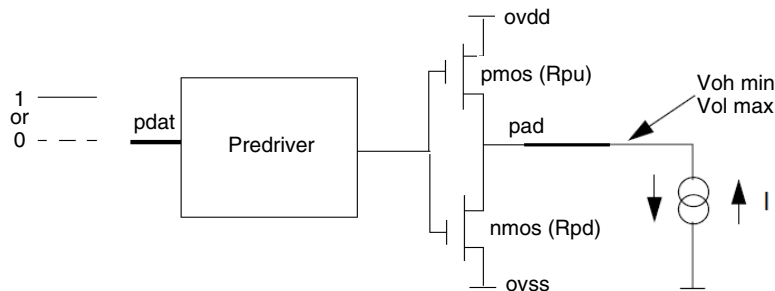 ovdd
pmos (Rpu)
1
or
0
pdat
Predriver
pad
Voh min
Vol max
nmos (Rpd)
I
ovss